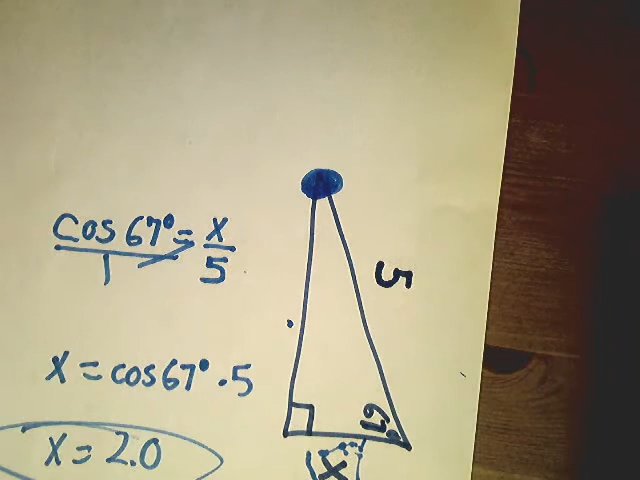 cos 67° = x/5
1
x = cos 67° · 5
x = 2.0
5
67°
x